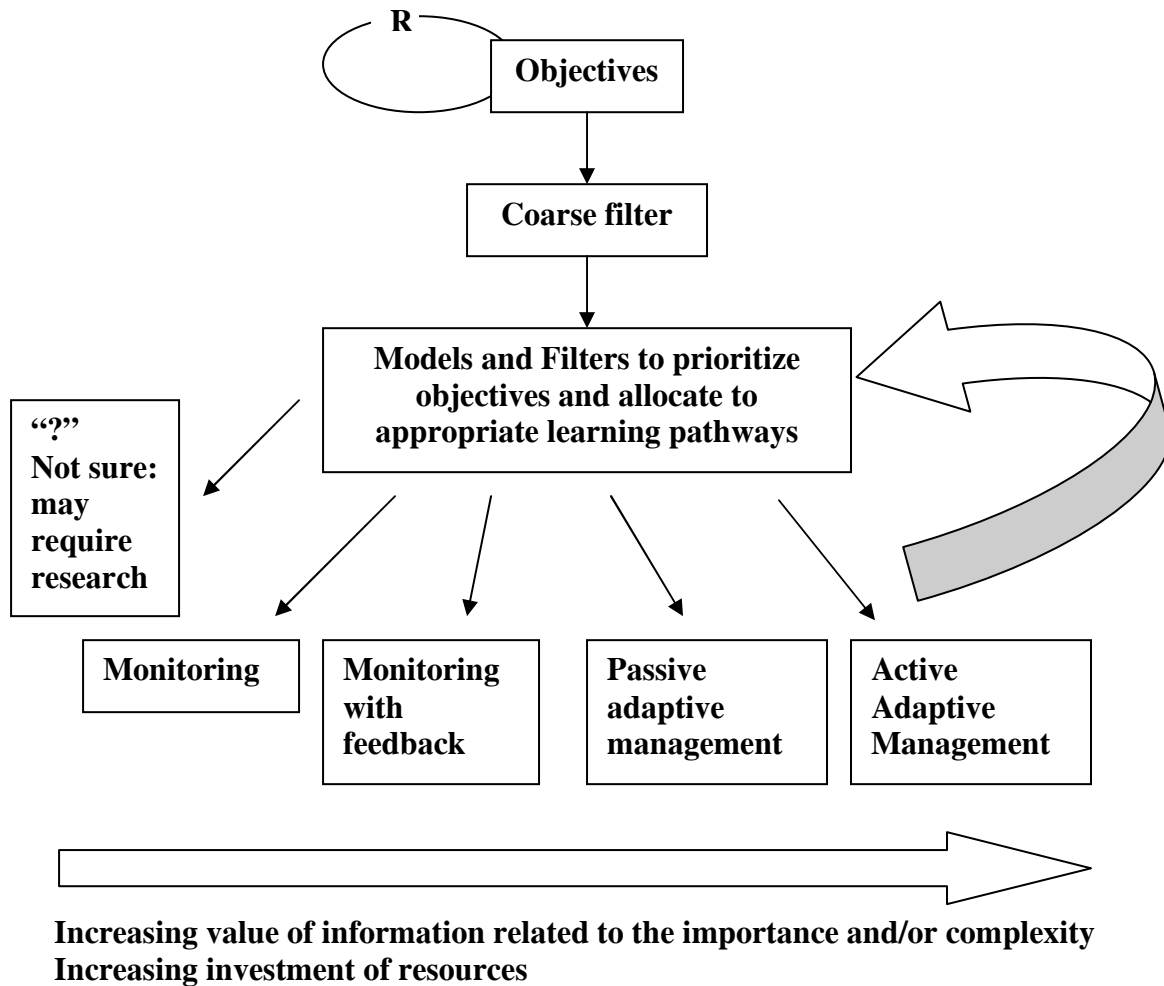 R
Objectives
Coarse filter
Models and Filters to prioritize
objectives and allocate to
appropriate learning pathways
“?”
Not sure:
may
require
research
Monitoring
Monitoring
with
feedback
Passive
adaptive
management
Active
Adaptive
Management
Increasing value of information related to the importance and/or complexity
Increasing investment of resources